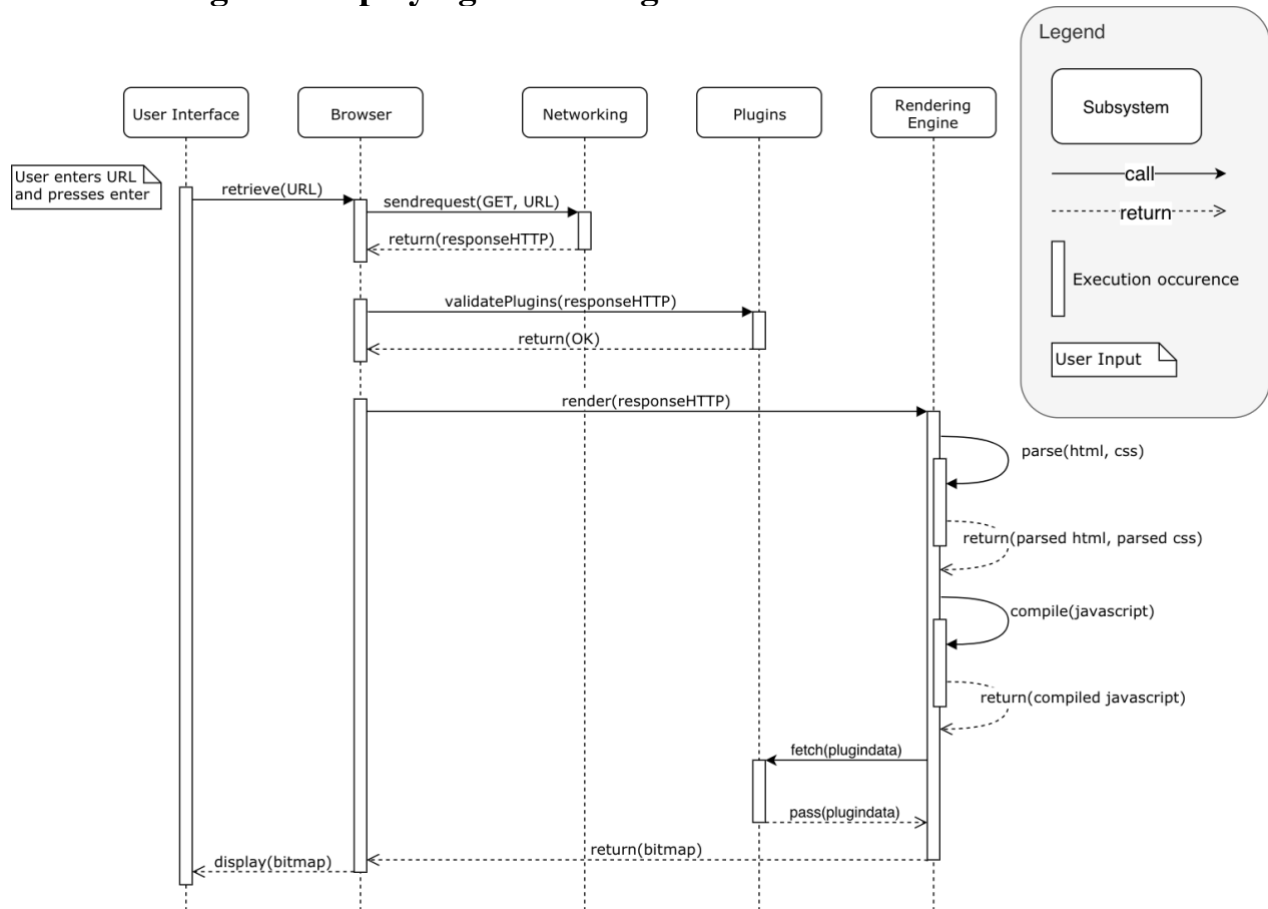 Legend
Subsystem
call
return
Execution occurence
User Input
User Interface
Browser
Networking
Plugins
Rendering
Engine
User enters URL
and presses enter
retrieve(URL)
sendrequest(GET, URL)
return(responseHTTP)
validatePlugins(responseHTTP)
return(OK)
render(responseHTTP)
parse(html, css)
return(parsed html, parsed css)
compile(javascript)
return(compiled javascript)
fetch(plugindata)
pass(plugindata)
return(bitmap)
display(bitmap)